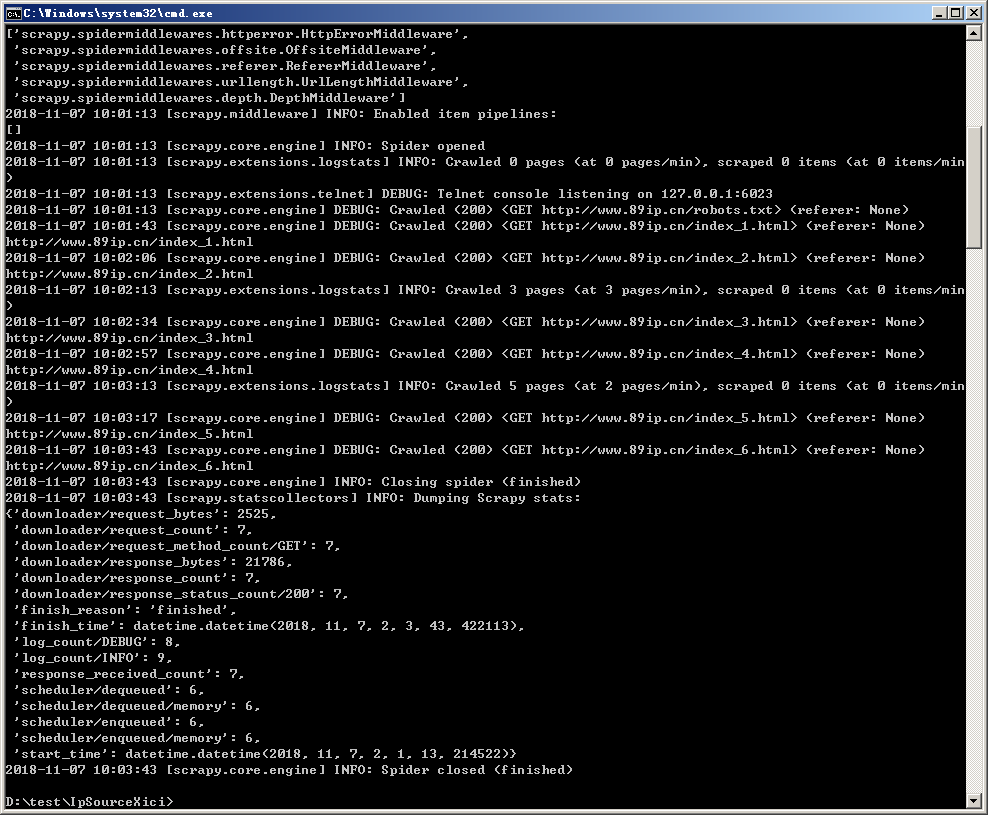 C:\Windows\system32\cmd.exe
['scrapy.spidermiddlewares.httperror.HttpErrorMiddleware',
 'scrapy.spidermiddlewares.offsite.OffsiteMiddleware',
 'scrapy.spidermiddlewares.referer.RefererMiddleware',
 'scrapy.spidermiddlewares.urllength.UrlLengthMiddleware',
 'scrapy.spidermiddlewares.depth.DepthMiddleware']
2018-11-07 10:01:13 [scrapy.middleware] INFO: Enabled item pipelines:
[]
2018-11-07 10:01:13 [scrapy.core.engine] INFO: Spider opened
2018-11-07 10:01:13 [scrapy.extensions.logstats] INFO: Crawled 0 pages (at 0 pages/min), scraped 0 items (at 0 items/min
)
2018-11-07 10:01:13 [scrapy.extensions.telnet] DEBUG: Telnet console listening on 127.0.0.1:6023
2018-11-07 10:01:13 [scrapy.core.engine] DEBUG: Crawled (200) <GET http://www.89ip.cn/robots.txt> (referer: None)
2018-11-07 10:01:43 [scrapy.core.engine] DEBUG: Crawled (200) <GET http://www.89ip.cn/index_1.html> (referer: None)
http://www.89ip.cn/index_1.html
2018-11-07 10:02:06 [scrapy.core.engine] DEBUG: Crawled (200) <GET http://www.89ip.cn/index_2.html> (referer: None)
http://www.89ip.cn/index_2.html
2018-11-07 10:02:13 [scrapy.extensions.logstats] INFO: Crawled 3 pages (at 3 pages/min), scraped 0 items (at 0 items/min
)
2018-11-07 10:02:34 [scrapy.core.engine] DEBUG: Crawled (200) <GET http://www.89ip.cn/index_3.html> (referer: None)
http://www.89ip.cn/index_3.html
2018-11-07 10:02:57 [scrapy.core.engine] DEBUG: Crawled (200) <GET http://www.89ip.cn/index_4.html> (referer: None)
http://www.89ip.cn/index_4.html
2018-11-07 10:03:13 [scrapy.extensions.logstats] INFO: Crawled 5 pages (at 2 pages/min), scraped 0 items (at 0 items/min
)
2018-11-07 10:03:17 [scrapy.core.engine] DEBUG: Crawled (200) <GET http://www.89ip.cn/index_5.html> (referer: None)
http://www.89ip.cn/index_5.html
2018-11-07 10:03:43 [scrapy.core.engine] DEBUG: Crawled (200) <GET http://www.89ip.cn/index_6.html> (referer: None)
http://www.89ip.cn/index_6.html
2018-11-07 10:03:43 [scrapy.core.engine] INFO: Closing spider (finished)
2018-11-07 10:03:43 [scrapy.statscollectors] INFO: Dumping Scrapy stats:
{'downloader/request_bytes': 2525,
 'downloader/request_count': 7,
 'downloader/request_method_count/GET': 7,
 'downloader/response_bytes': 21786,
 'downloader/response_count': 7,
 'downloader/response_status_count/200': 7,
 'finish_reason': 'finished',
 'finish_time': datetime.datetime(2018, 11, 7, 2, 3, 43, 422113),
 'log_count/DEBUG': 8,
 'log_count/INFO': 9,
 'response_received_count': 7,
 'scheduler/dequeued': 6,
 'scheduler/dequeued/memory': 6,
 'scheduler/enqueued': 6,
 'scheduler/enqueued/memory': 6,
 'start_time': datetime.datetime(2018, 11, 7, 2, 1, 13, 214522)}
2018-11-07 10:03:43 [scrapy.core.engine] INFO: Spider closed (finished)
D:\test\IpSourceXici>